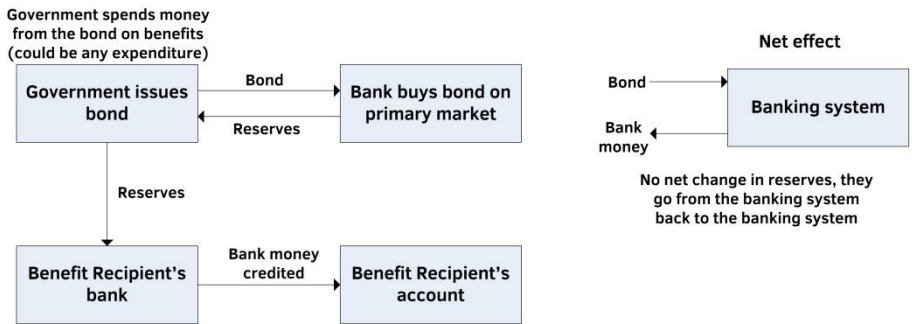 Government spends money
from the bond on benefits
(could be any expenditure)
Government issues
bond
Bond
Reserves
Bank buys bond on
primary market
Reserves
Benefit Recipient's
bank
Bank money
credited
Benefit Recipient's
account
Net effect
Bond
Bank
money
Banking system
No net change in reserves, they
go from the banking system
back to the banking system